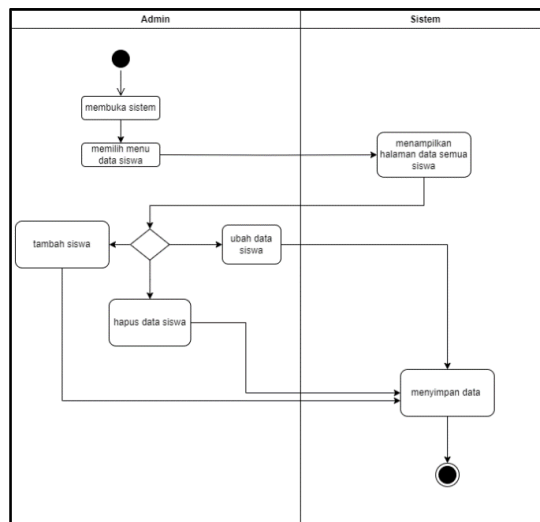 Admin
Sistem
membuka sistem
memilih menu
data siswa
menampilkan
halaman data semua
siswa
tambah siswa
ubah data
siswa
hapus data siswa
menyimpan data